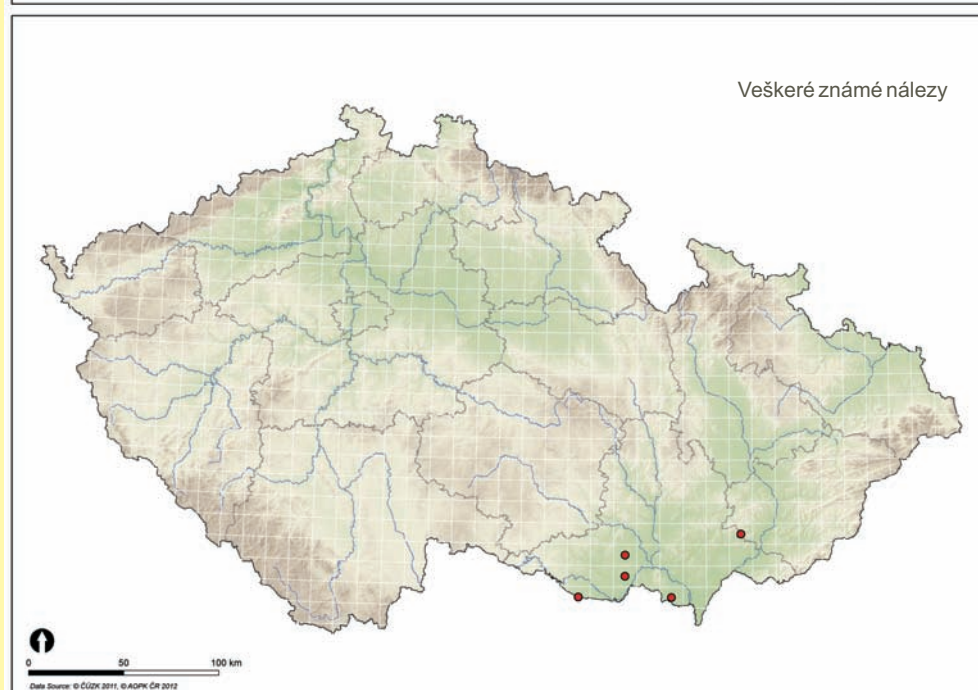 Veškeré známé nálezy
0 50 100 km
Data Source: © ČÚZK 2011, © AOPK ČR 2012